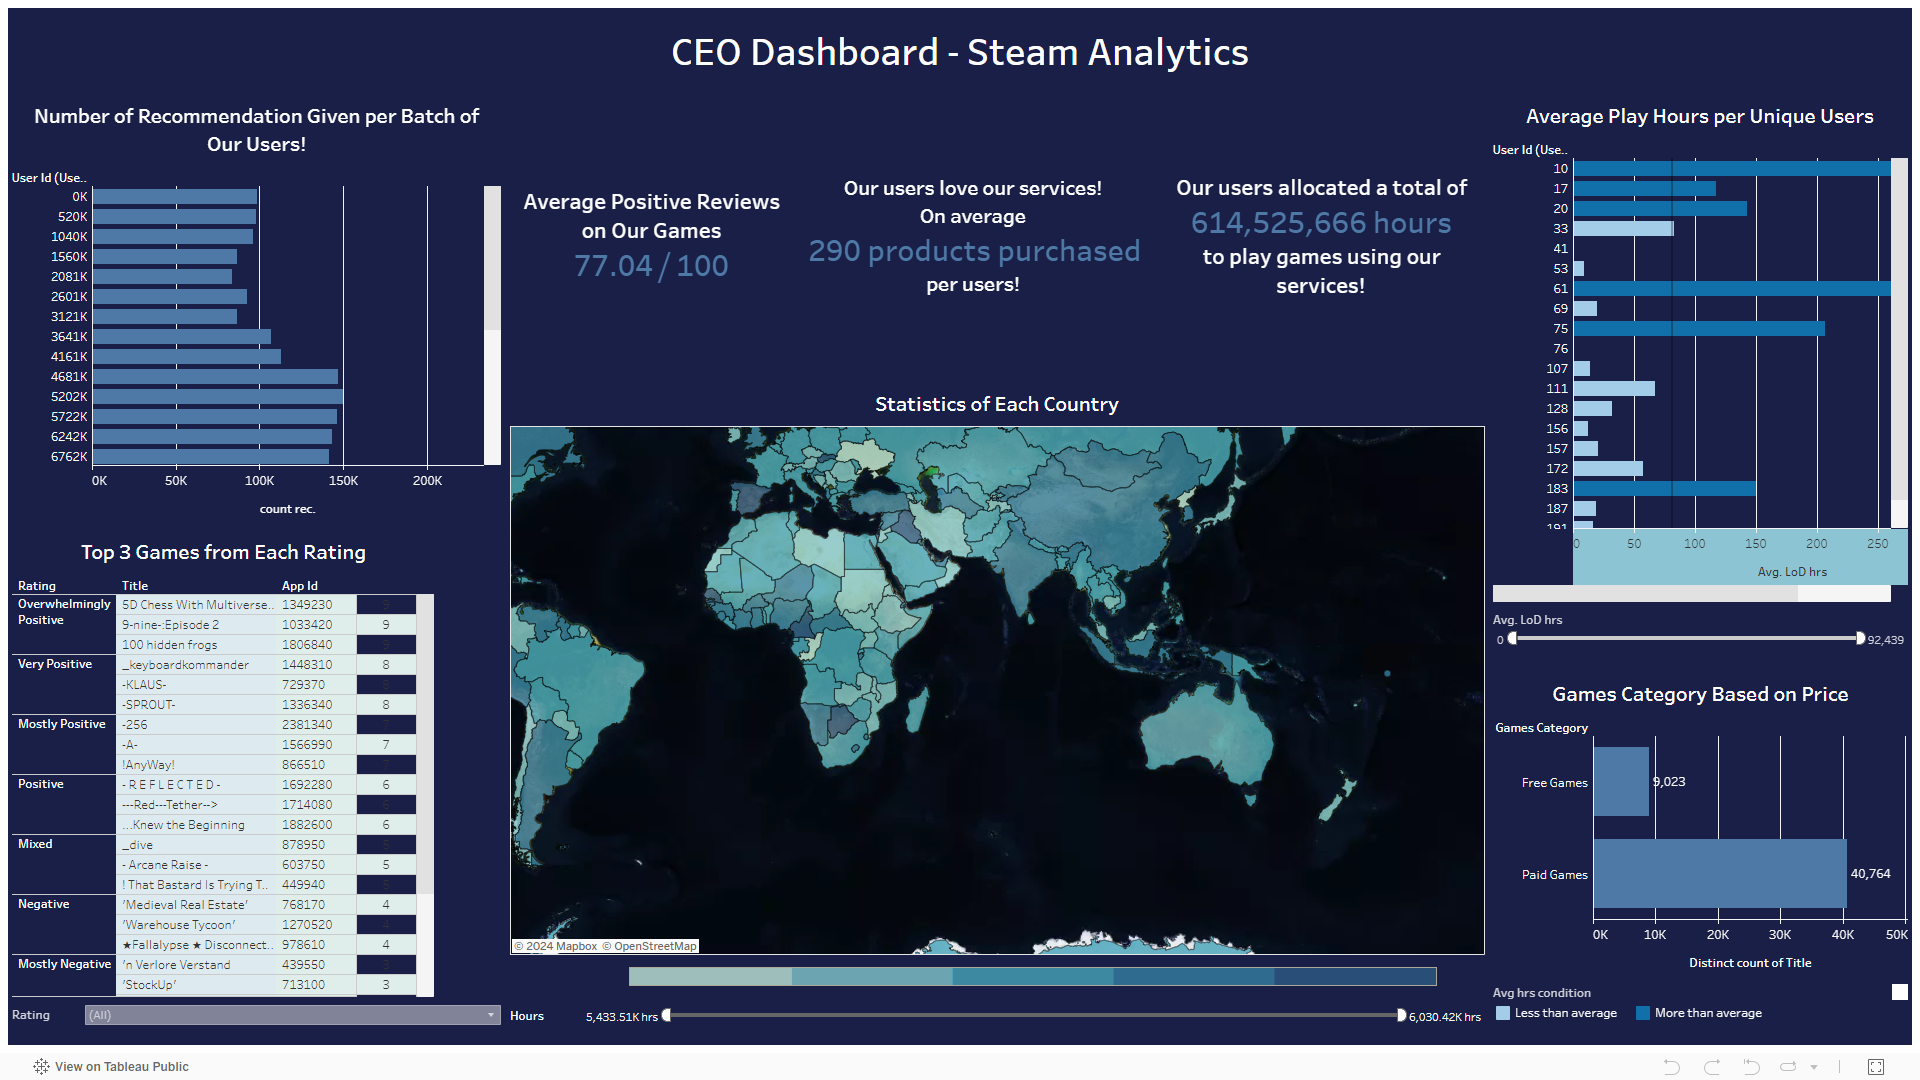 CEO Dashboard - Steam Analytics
Number of Recommendation Given per Batch of
Our Users!
User Id (Use..
0K
520K
1040K
1560K
2081K
2601K
3121K
3641K
4161K
4681K
5202K
5722K
6242K
6762K
0K 50K 100K 150K 200K
count rec.
Average Positive Reviews
on Our Games
77.04 / 100
Our users love our services!
On average
290 products purchased
per users!
Our users allocated a total of
614,525,666 hours
to play games using our
services!
Average Play Hours per Unique Users
User Id (Use..
10
17
20
33
41
53
61
69
75
76
107
111
128
156
157
172
183
187
191
0 50 100 150 200 250
Avg. LoD hrs
Avg. LoD hrs
0 92,439
Top 3 Games from Each Rating
Rating Title App Id
Overwhelmingly Positive 5D Chess With Multiverse.. 1349230 9
9-nine-:Episode 2 1033420 9
100 hidden frogs 1806840 9
Very Positive _keyboardkommander 1448310 8
-KLAUS- 729370 8
-SPROUT- 1336340 8
Mostly Positive -256 2381340 7
-A- 1566990 7
!AnyWay! 866510 7
Positive - R E F L E C T E D - 1692280 6
---Red---Tether--> 1714080 6
...Knew the Beginning 1882600 6
Mixed _dive 878950 5
- Arcane Raise - 603750 5
! That Bastard Is Trying T.. 449940 5
Negative 'Medieval Real Estate' 768170 4
'Warehouse Tycoon' 1270520 4
★Fallalypse ★ Disconnect.. 978610 4
Mostly Negative 'n Verlore Verstand 439550 3
'StockUp' 713100 3
Rating (All)
Statistics of Each Country
© 2024 Mapbox © OpenStreetMap
Hours 5,433.51K hrs 6,030.42K hrs
Games Category Based on Price
Games Category
Free Games 9,023
Paid Games 40,764
0K 10K 20K 30K 40K 50K
Distinct count of Title
Avg hrs condition
Less than average More than average
View on Tableau Public